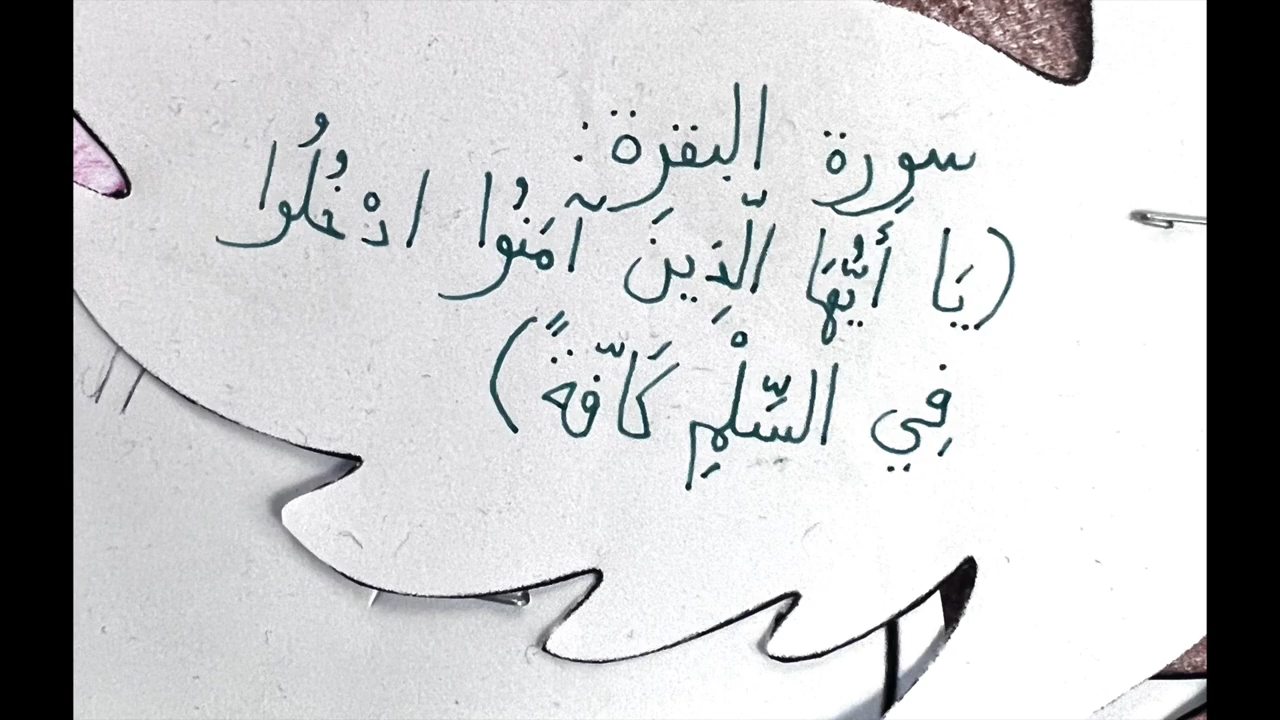 سورة البقرة :
(يَا أَيُّهَا الَّذِينَ آمَنُوا ادْخُلُوا
فِي السِّلْمِ كَافَّةً)